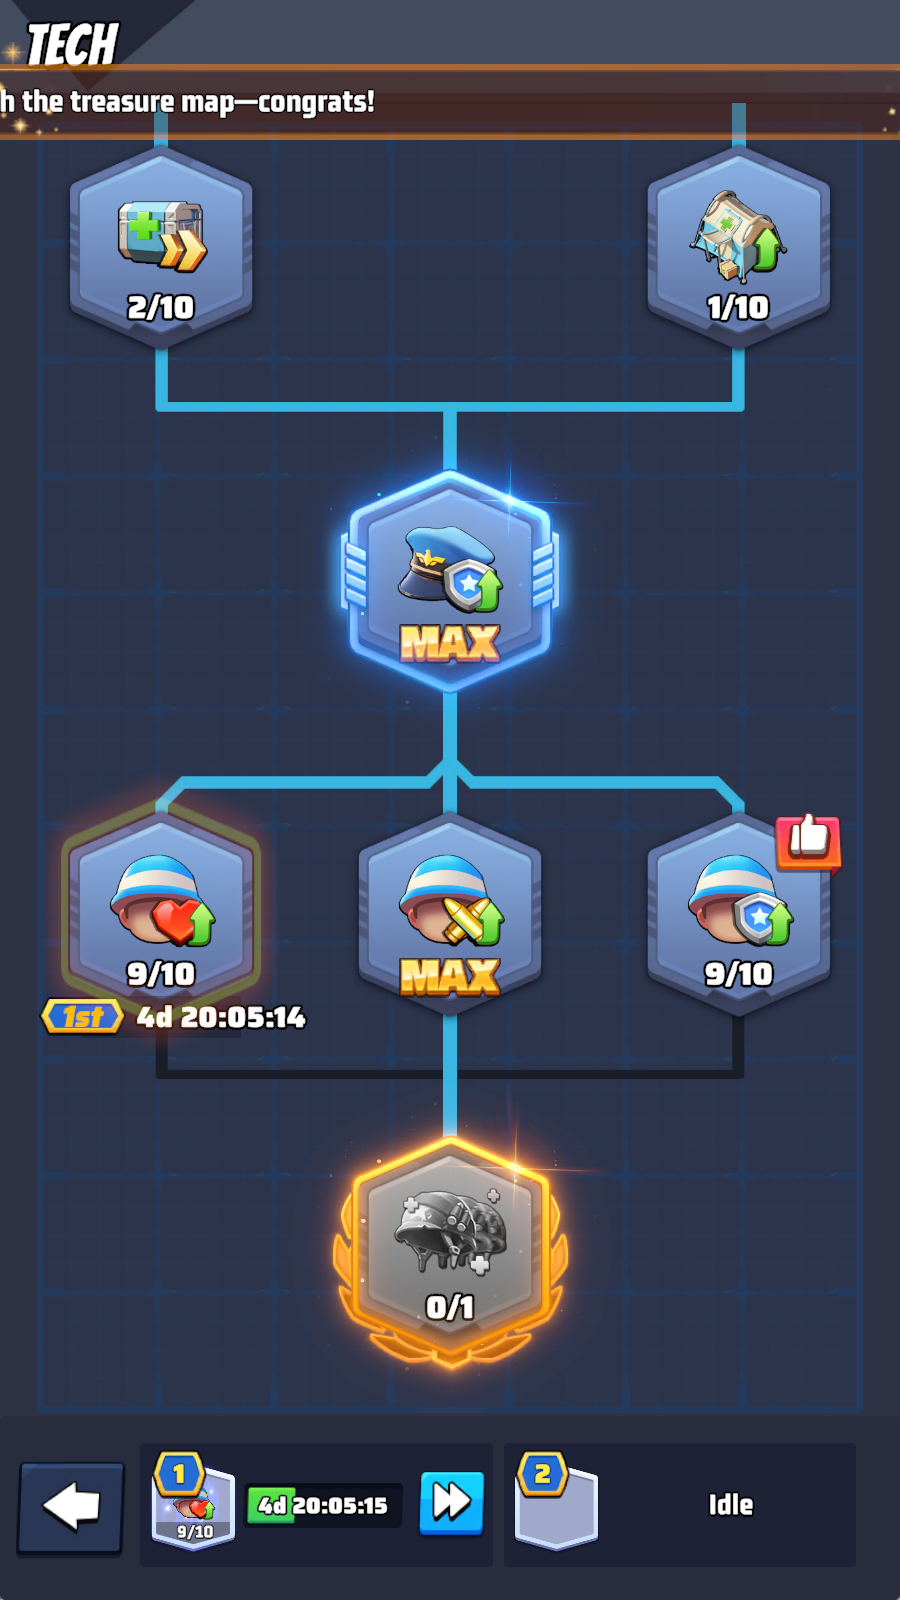 TECH
h the treasure map—congrats!
2/10
1/10
MAX
9/10
MAX
9/10
1st 4d 20:05:14
0/1
1
9/10
4d 20:05:15
2
Idle